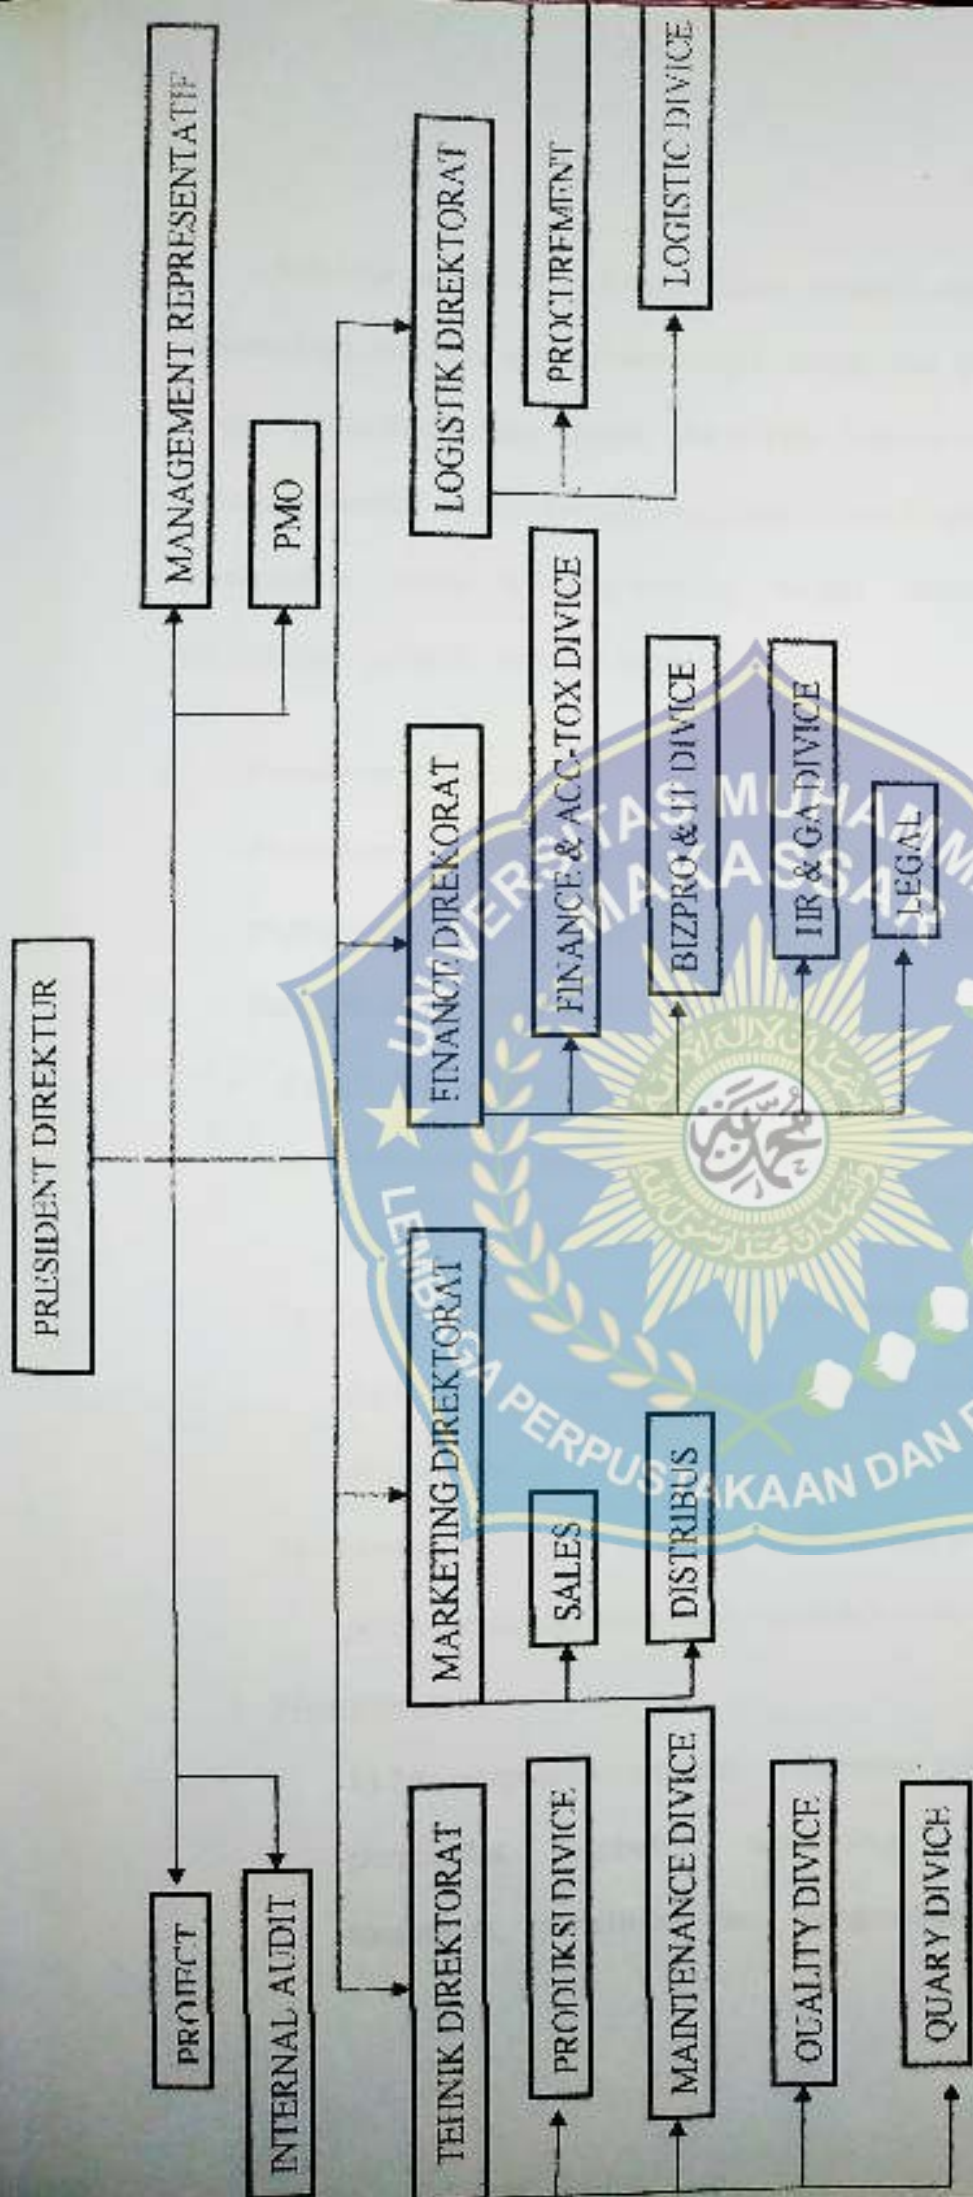 PRESIDENT DIREKTUR
PROJECT
MANAGEMENT REPRESENTATIF
INTERNAL AUDIT
PMO
TEHNIK DIREKTORAT
MARKETING DIREKTORAT
FINANCE DIREKORAT
LOGISTIK DIREKTORAT
PRODUKSI DIVICE
SALES
FINANCE & ACC-TOX DIVICE
PROCUREMENT
MAINTENANCE DIVICE
DISTRIBUS
BIZPRO & IT DIVICE
LOGISTIC DIVICE
QUALITY DIVICE
HR & GA DIVICE
QUARY DIVICE
LEGAL
UNIVERSITAS MUHAMM
MAKASSAR
LEMBAGA PERPUSTAKAAN DAN